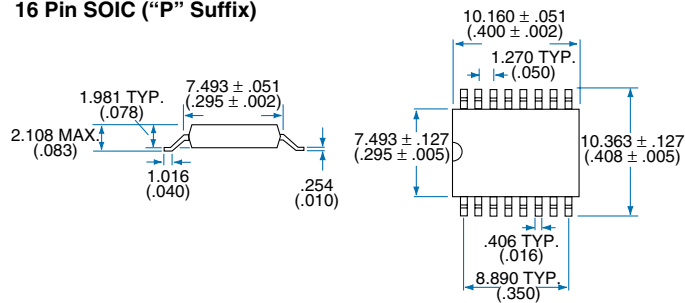 16 Pin SOIC (“P” Suffix)
1.981 TYP.
(.078)
7.493 ± .051
(.295 ± .002)
2.108 MAX.
(.083)
1.016
(.040)
.254
(.010)
10.160 ± .051
(.400 ± .002)
1.270 TYP.
(.050)
7.493 ± .127
(.295 ± .005)
10.363 ± .127
(.408 ± .005)
.406 TYP.
(.016)
8.890 TYP.
(.350)